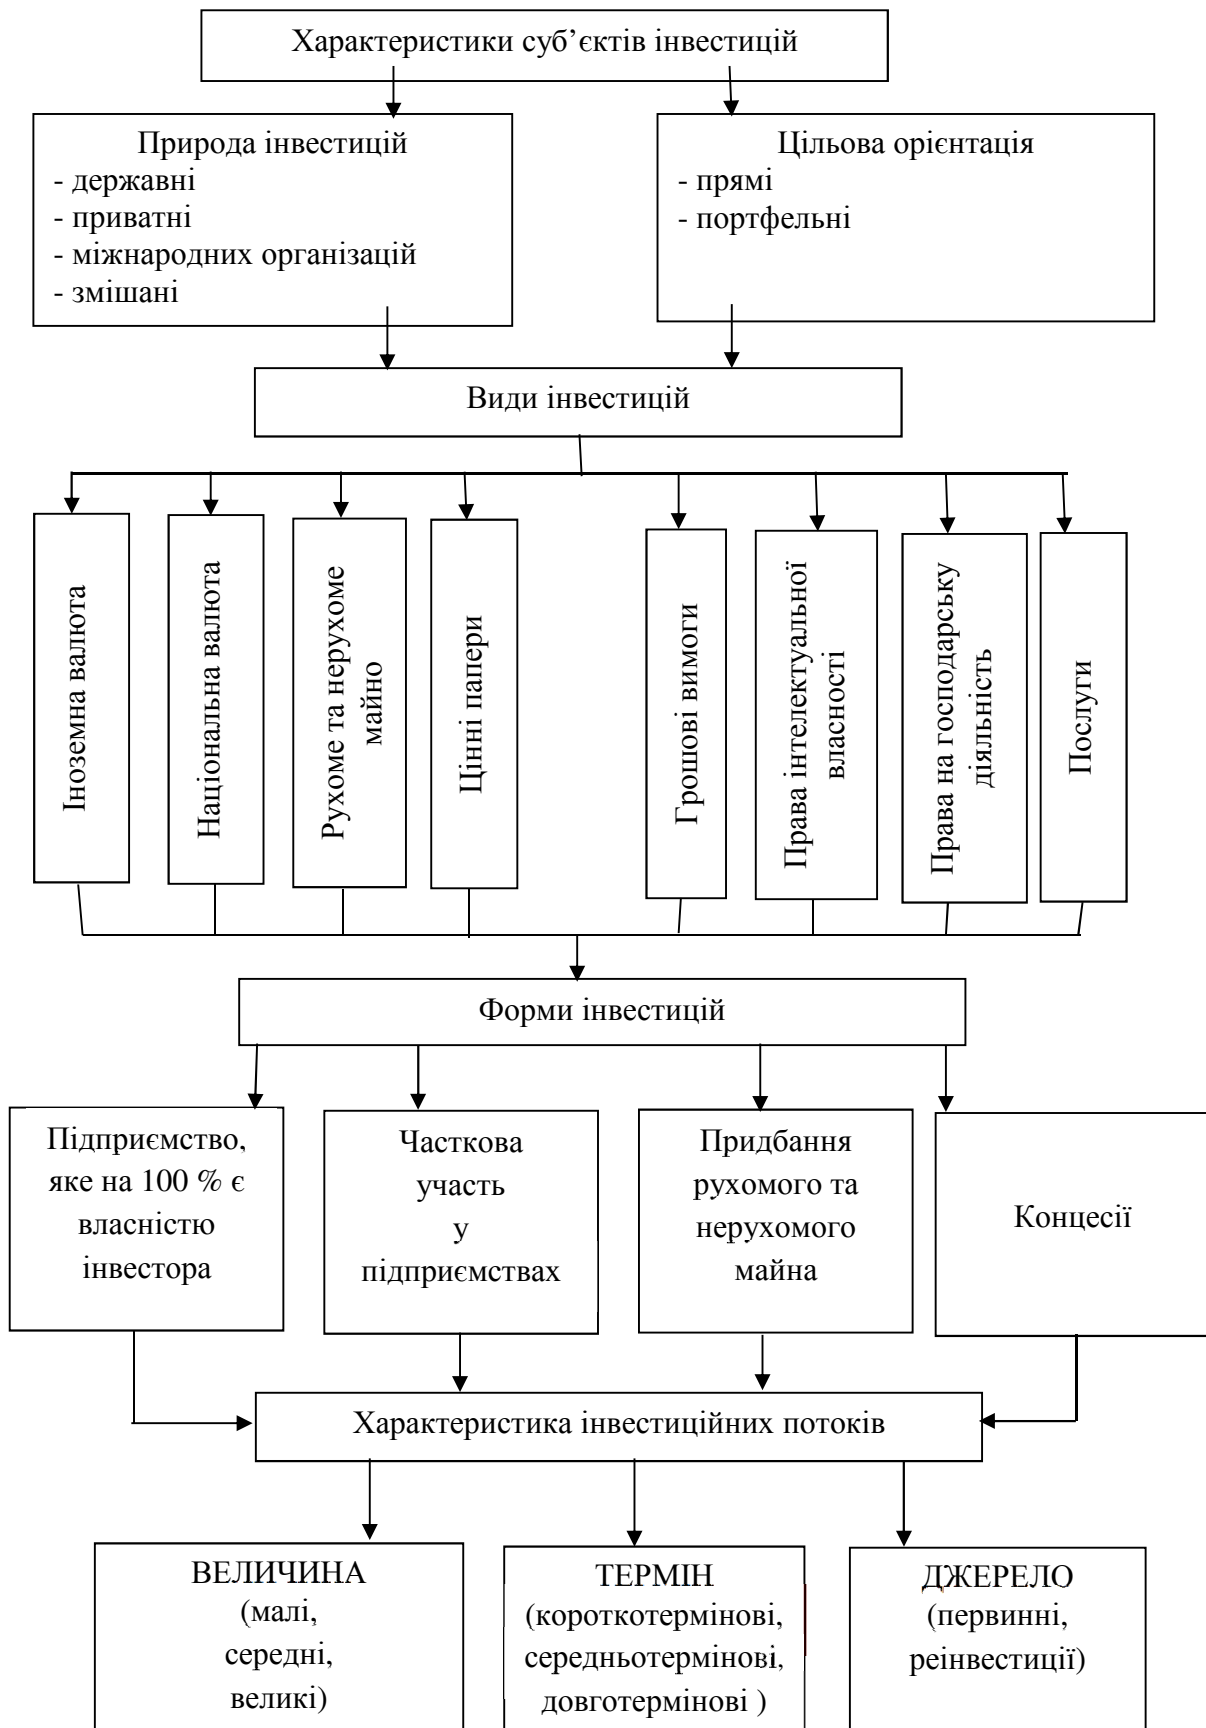 Характеристики суб’єктів інвестицій
Природа інвестицій
- державні
- приватні
- міжнародних організацій
- змішані
Цільова орієнтація
- прямі
- портфельні
Види інвестицій
Іноземна валюта
Національна валюта
Рухоме та нерухоме
майно
Цінні папери
Грошові вимоги
Права інтелектуальної
власності
Права на господарську
діяльність
Послуги
Форми інвестицій
Підприємство,
яке на 100 % є
власністю
інвестора
Часткова
участь
у
підприємствах
Придбання
рухомого та
нерухомого
майна
Концесії
Характеристика інвестиційних потоків
ВЕЛИЧИНА
(малі,
середні,
великі)
ТЕРМІН
(короткотермінові,
середньотермінові,
довготермінові )
ДЖЕРЕЛО
(первинні,
реінвестиції)